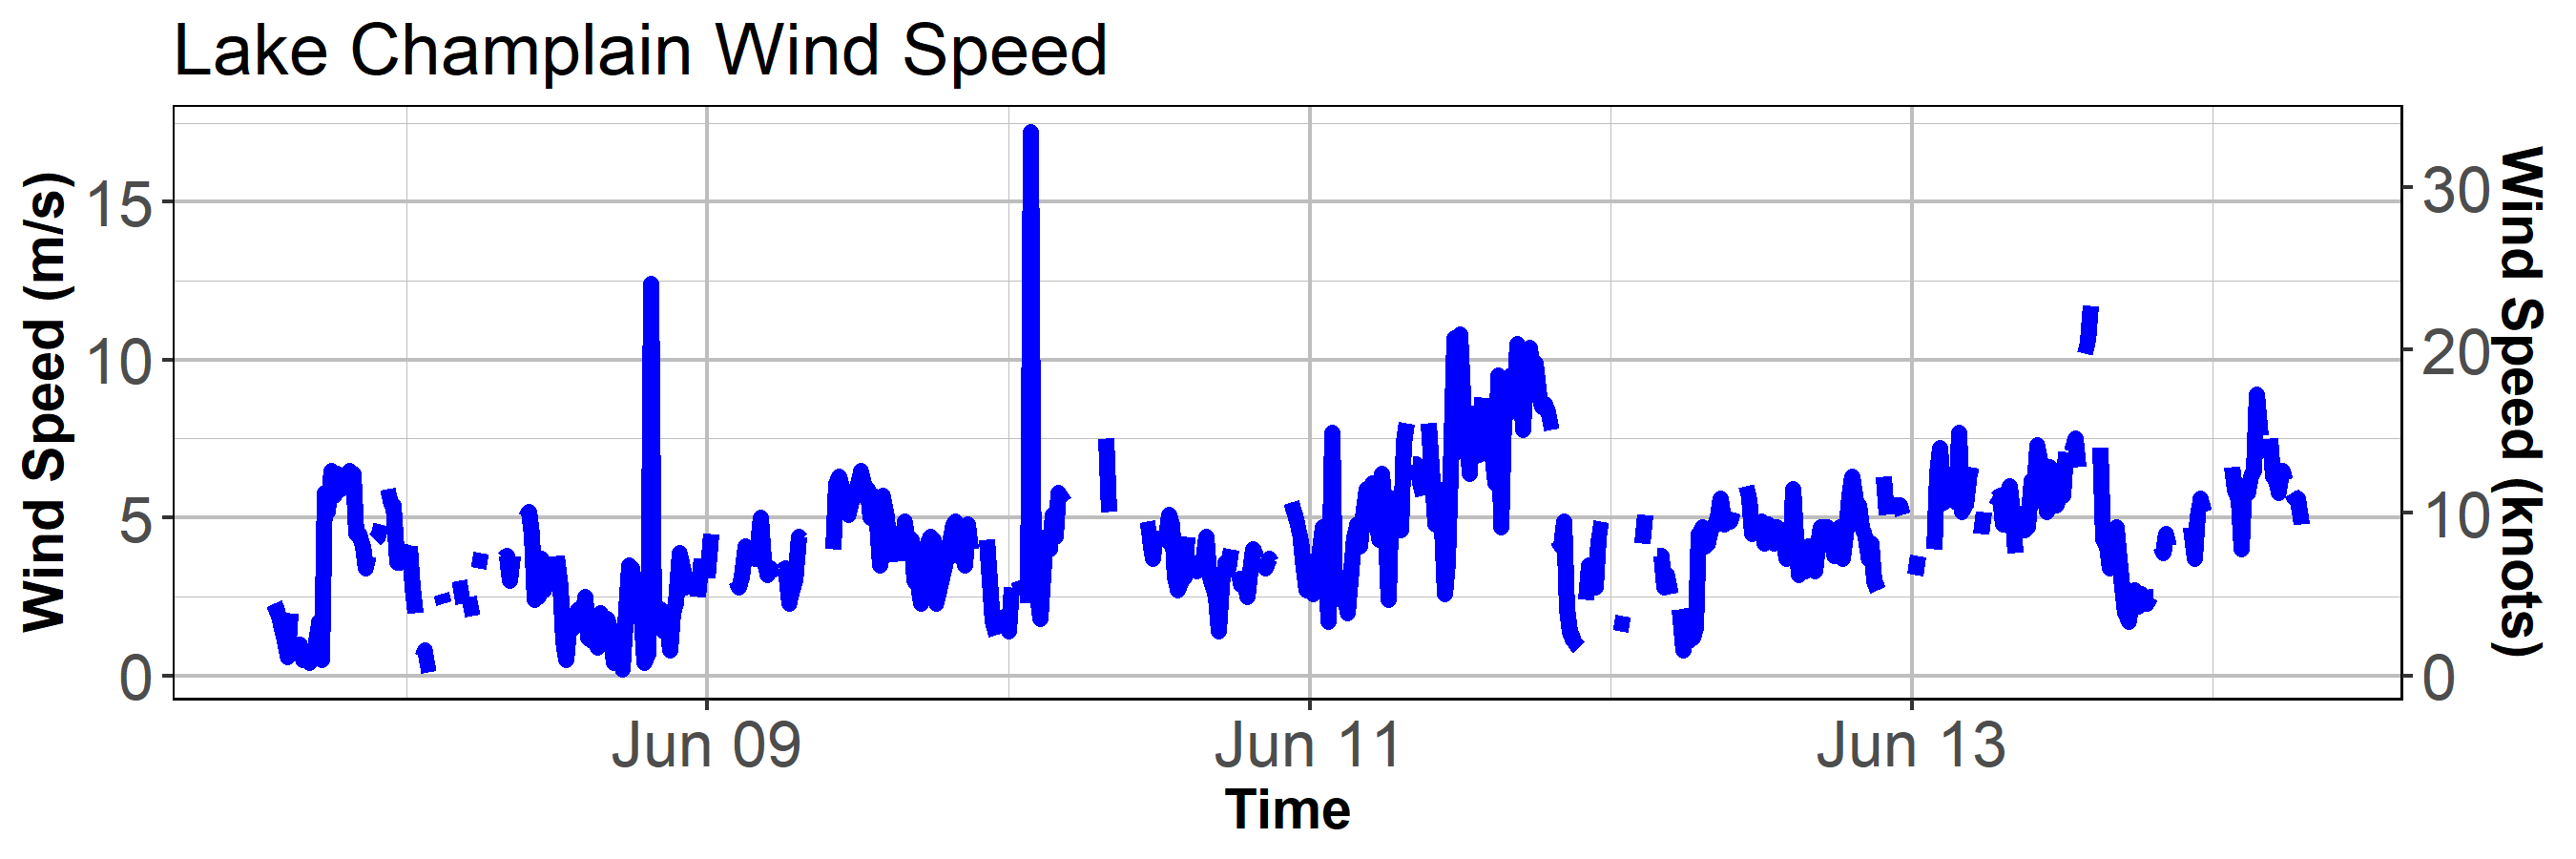 Lake Champlain Wind Speed
Wind Speed (m/s)
15
10
5
0
30
20
10
0
Wind Speed (knots)
Jun 09
Jun 11
Jun 13
Time